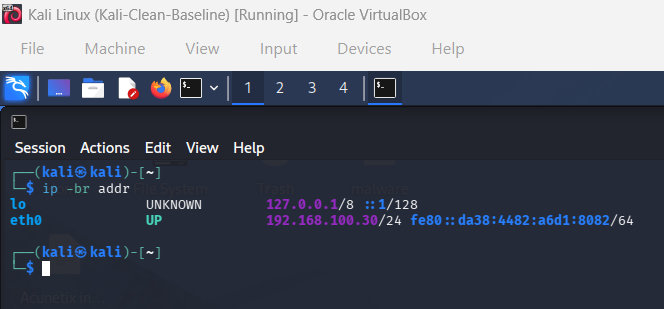 Kali Linux (Kali-Clean-Baseline) [Running] - Oracle VirtualBox
File Machine View Input Devices Help
1 2 3 4
Session Actions Edit View Help
┌──(kali㉿kali)-[~]
└─$ ip -br addr
lo UNKNOWN 127.0.0.1/8 ::1/128
eth0 UP 192.168.100.30/24 fe80::da38:4482:a6d1:8082/64
┌──(kali㉿kali)-[~]
└─$